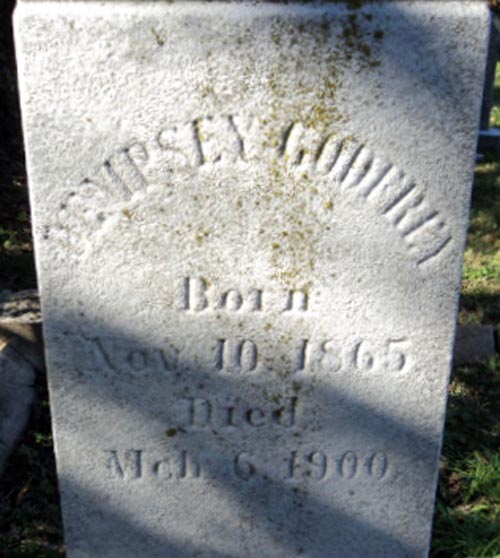 DEMPSEY GODFREY
Born
Nov. 10. 1865
Died
Mch. 6. 1900